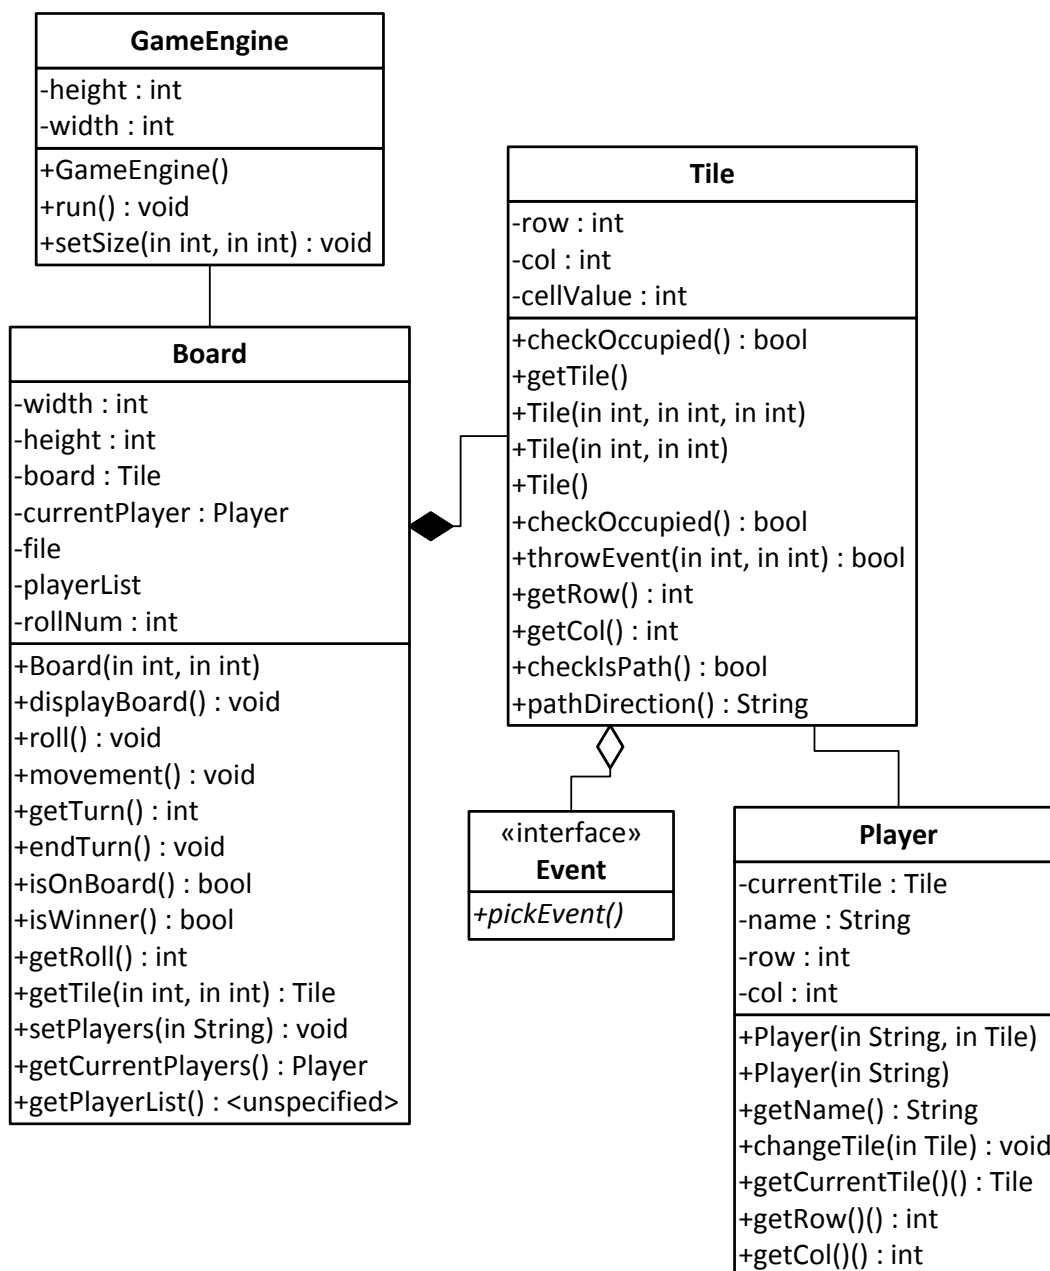 GameEngine
-height : int
-width : int
+GameEngine()
+run() : void
+setSize(in int, in int) : void
Board
-width : int
-height : int
-board : Tile
-currentPlayer : Player
-file
-playerList
-rollNum : int
+Board(in int, in int)
+displayBoard() : void
+roll() : void
+movement() : void
+getTurn() : int
+endTurn() : void
+isOnBoard() : bool
+isWinner() : bool
+getRoll() : int
+getTile(in int, in int) : Tile
+setPlayers(in String) : void
+getCurrentPlayers() : Player
+getPlayerList() : <unspecified>
Tile
-row : int
-col : int
-cellValue : int
+checkOccupied() : bool
+getTile()
+Tile(in int, in int, in int)
+Tile(in int, in int)
+Tile()
+checkOccupied() : bool
+throwEvent(in int, in int) : bool
+getRow() : int
+getCol() : int
+checkIsPath() : bool
+pathDirection() : String
«interface»
Event
+pickEvent()
Player
-currentTile : Tile
-name : String
-row : int
-col : int
+Player(in String, in Tile)
+Player(in String)
+getName() : String
+changeTile(in Tile) : void
+getCurrentTile()() : Tile
+getRow()() : int
+getCol()() : int